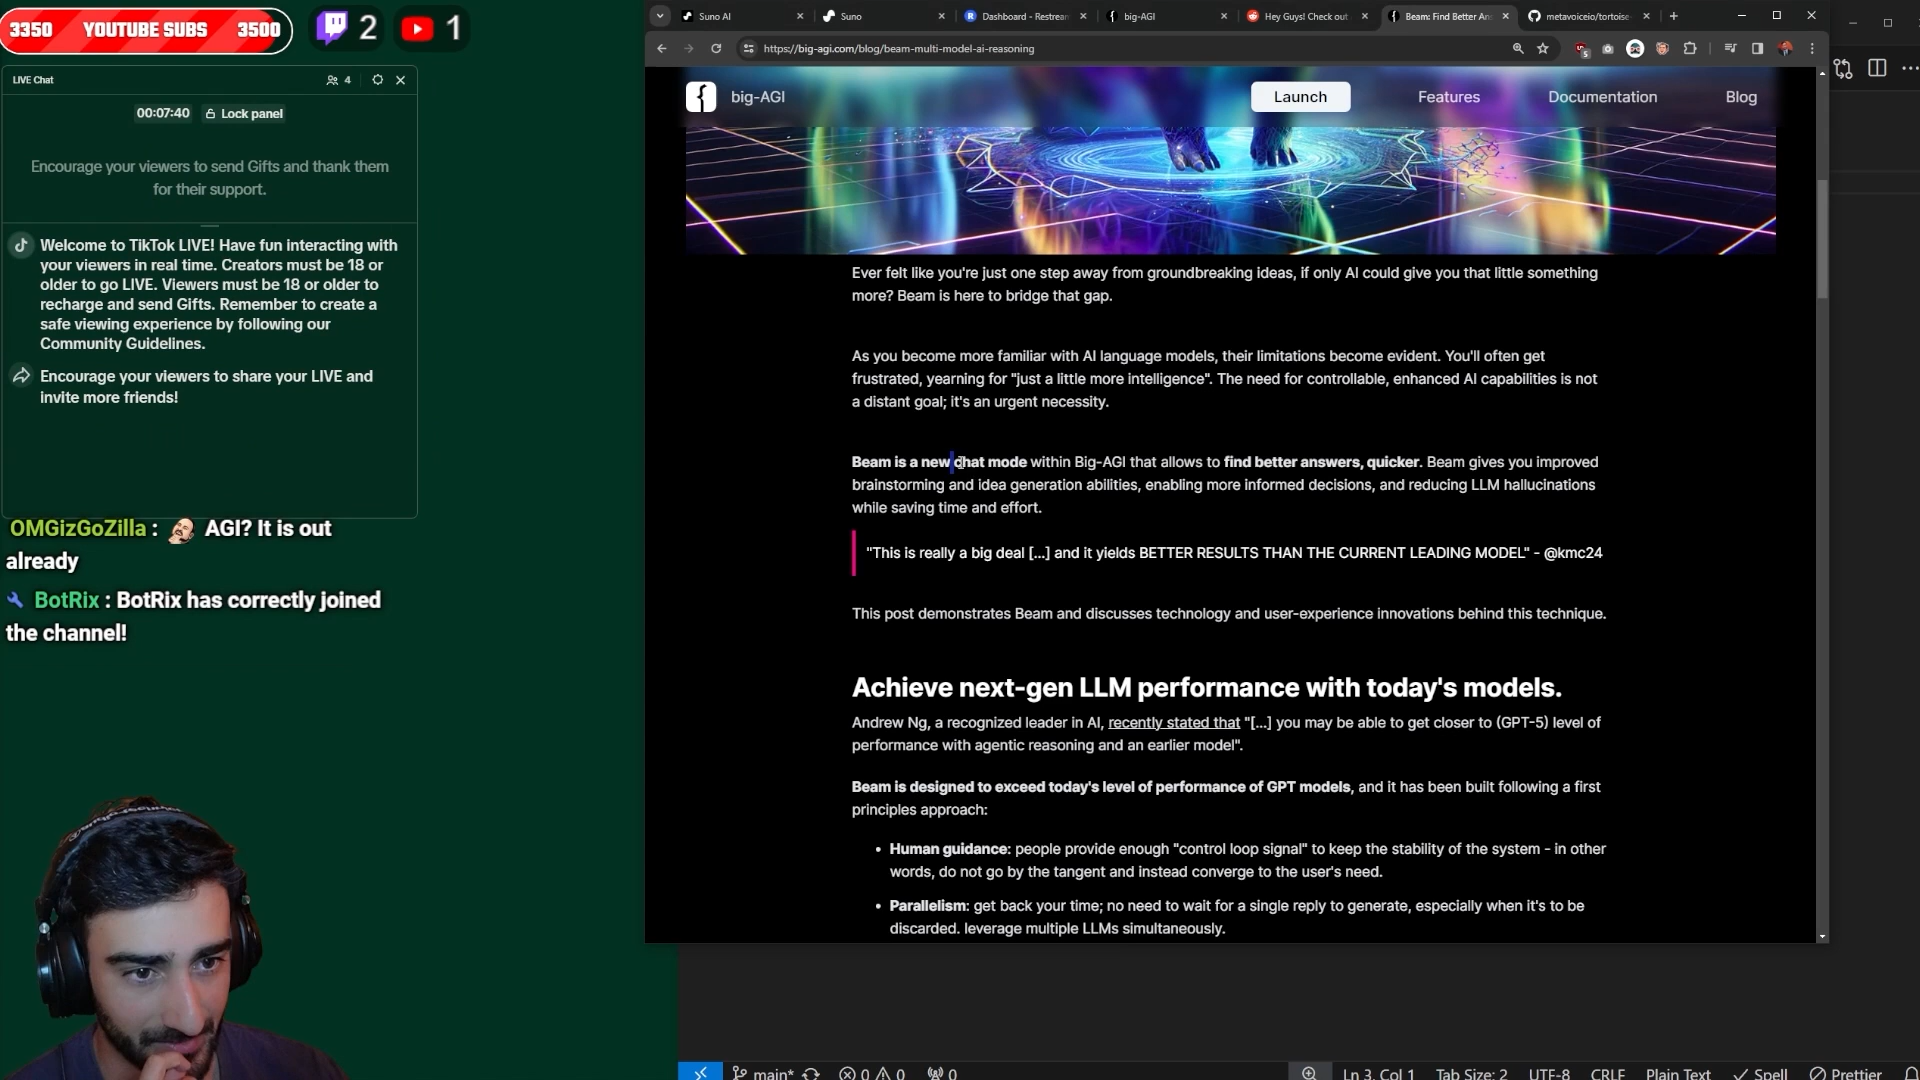 3350 YOUTUBE SUBS 3500
2
1
LIVE Chat
4
00:07:40
Lock panel
Encourage your viewers to send Gifts and thank them
for their support.
Welcome to TikTok LIVE! Have fun interacting with
your viewers in real time. Creators must be 18 or
older to go LIVE. Viewers must be 18 or older to
recharge and send Gifts. Remember to create a
safe viewing experience by following our
Community Guidelines.
Encourage your viewers to share your LIVE and
invite more friends!
OMGizGoZilla : AGI? It is out
already
BotRix : BotRix has correctly joined
the channel!
Suno AI
Suno
Dashboard - Restream
big-AGI
Hey Guys! Check out
Beam: Find Better An
metavoiceio/tortoise-
https://big-agi.com/blog/beam-multi-model-ai-reasoning
big-AGI
Launch
Features
Documentation
Blog
Ever felt like you're just one step away from groundbreaking ideas, if only AI could give you that little something
more? Beam is here to bridge that gap.
As you become more familiar with AI language models, their limitations become evident. You'll often get
frustrated, yearning for "just a little more intelligence". The need for controllable, enhanced AI capabilities is not
a distant goal; it's an urgent necessity.
Beam is a new chat mode within Big-AGI that allows to find better answers, quicker. Beam gives you improved
brainstorming and idea generation abilities, enabling more informed decisions, and reducing LLM hallucinations
while saving time and effort.
"This is really a big deal [...] and it yields BETTER RESULTS THAN THE CURRENT LEADING MODEL" - @kmc24
This post demonstrates Beam and discusses technology and user-experience innovations behind this technique.
Achieve next-gen LLM performance with today's models.
Andrew Ng, a recognized leader in AI, recently stated that "[...] you may be able to get closer to (GPT-5) level of
performance with agentic reasoning and an earlier model".
Beam is designed to exceed today's level of performance of GPT models, and it has been built following a first
principles approach:
• Human guidance: people provide enough "control loop signal" to keep the stability of the system - in other
words, do not go by the tangent and instead converge to the user's need.
• Parallelism: get back your time; no need to wait for a single reply to generate, especially when it's to be
discarded. leverage multiple LLMs simultaneously.
main* 0 0 0
Ln 3, Col 1
Tab Size: 2
UTF-8
CRLF
Plain Text
Spell
Prettier